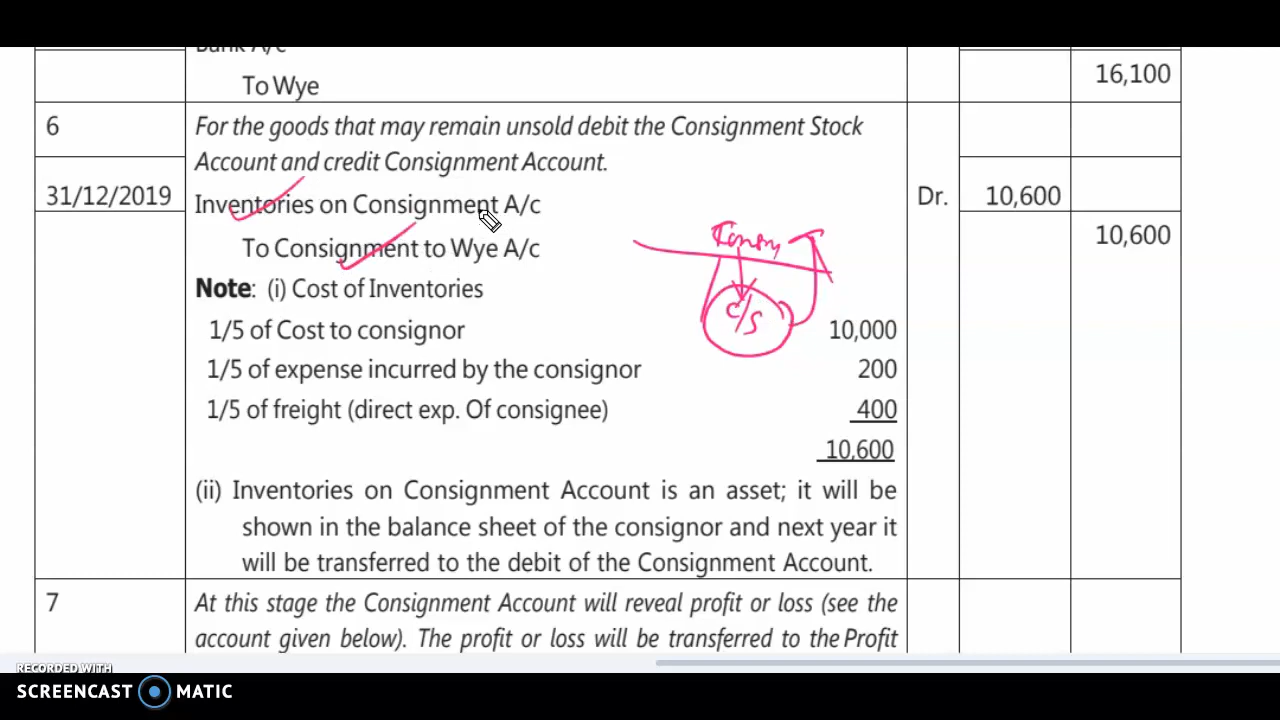 Bank A/c
To Wye
16,100
6
For the goods that may remain unsold debit the Consignment Stock
Account and credit Consignment Account.
31/12/2019
Inventories on Consignment A/c
Dr.
10,600
To Consignment to Wye A/c
10,600
Note: (i) Cost of Inventories
1/5 of Cost to consignor
10,000
1/5 of expense incurred by the consignor
200
1/5 of freight (direct exp. Of consignee)
400
10,600
C/S
(ii) Inventories on Consignment Account is an asset; it will be
shown in the balance sheet of the consignor and next year it
will be transferred to the debit of the Consignment Account.
7
At this stage the Consignment Account will reveal profit or loss (see the
account given below). The profit or loss will be transferred to the Profit
RECORDED WITH
SCREENCAST MATIC